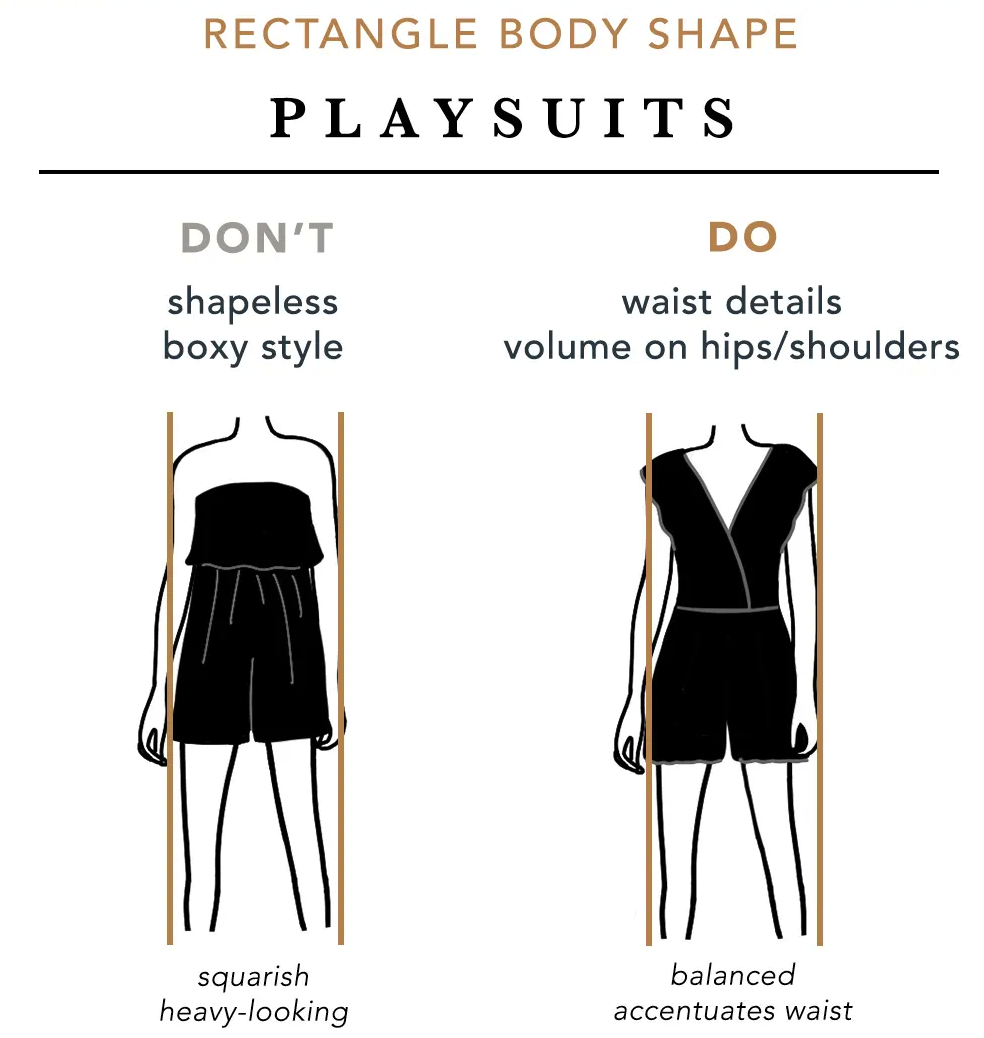 RECTANGLE BODY SHAPE
PLAYSUITS
DON'T
shapeless
boxy style
squarish
heavy-looking
DO
waist details
volume on hips/shoulders
balanced
accentuates waist